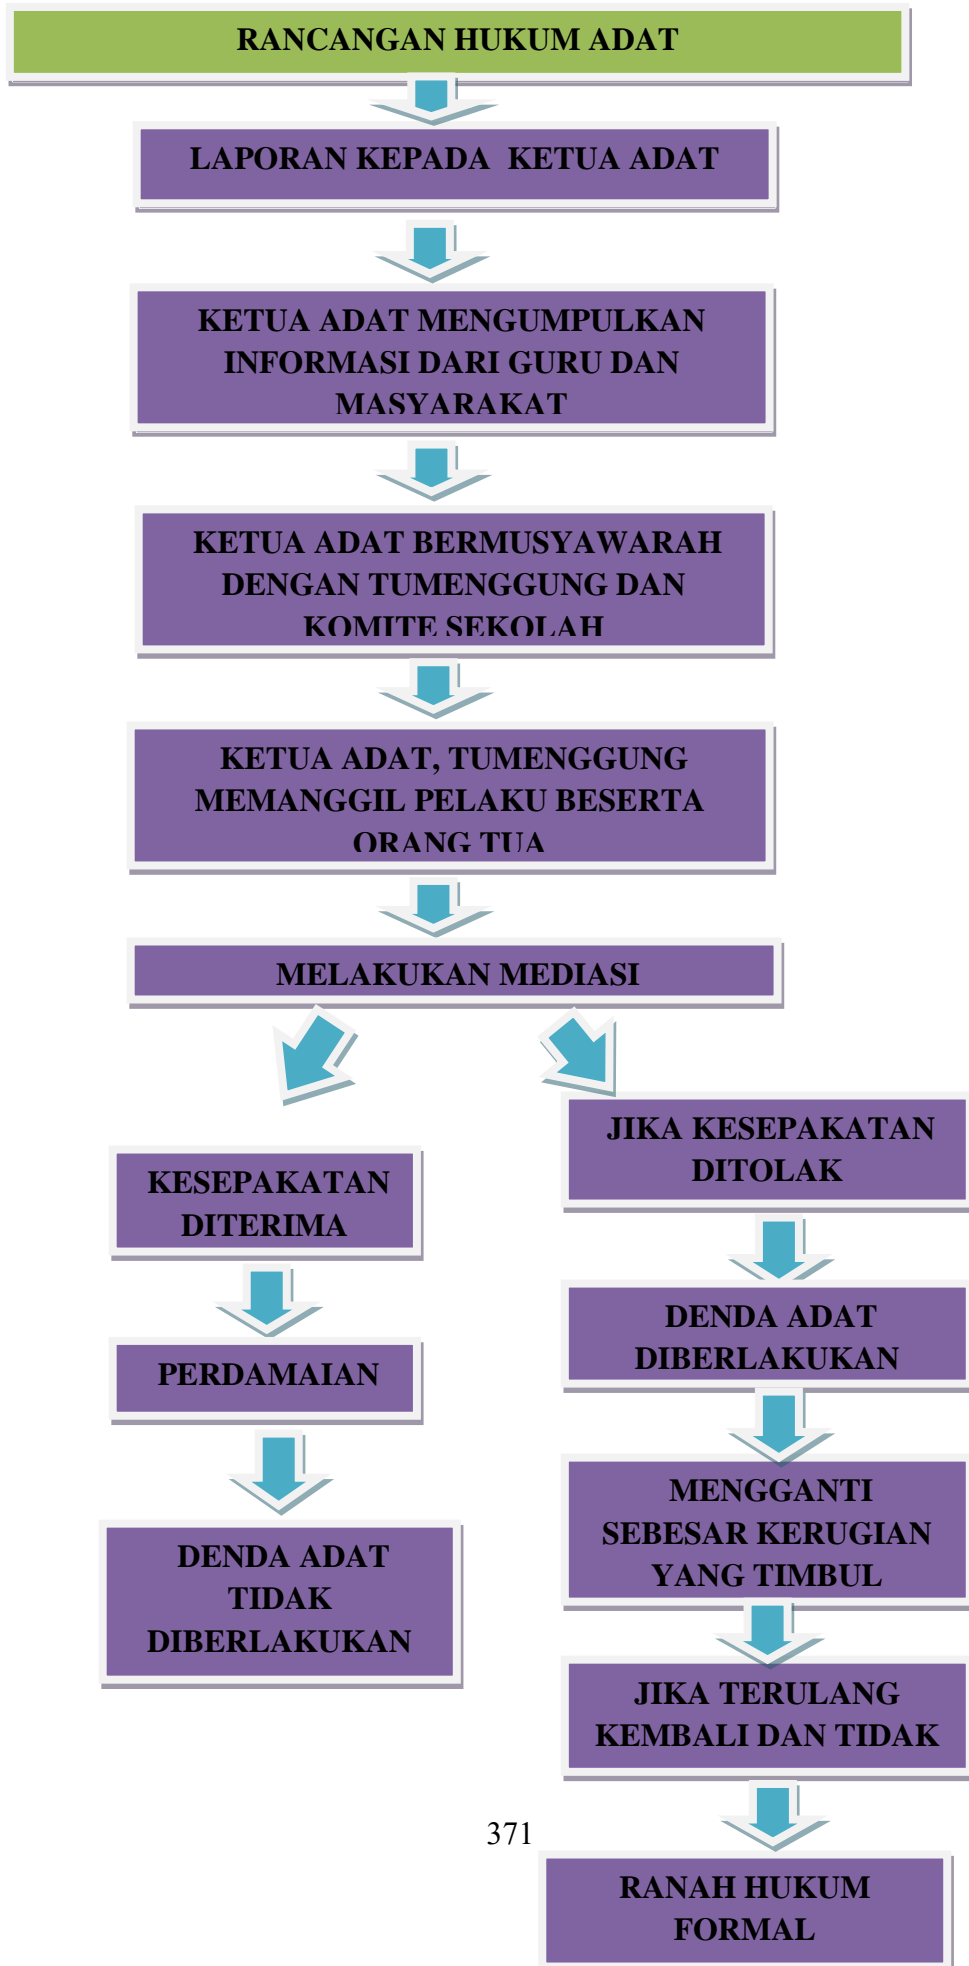 RANCANGAN HUKUM ADAT
LAPORAN KEPADA KETUA ADAT
KETUA ADAT MENGUMPULKAN
INFORMASI DARI GURU DAN
MASYARAKAT
KETUA ADAT BERMUSYAWARAH
DENGAN TUMENGGUNG DAN
KOMITE SEKOLAH
KETUA ADAT, TUMENGGUNG
MEMANGGIL PELAKU BESERTA
ORANG TUA
MELAKUKAN MEDIASI
KESEPAKATAN
DITERIMA
PERDAMAIAN
DENDA ADAT
TIDAK
DIBERLAKUKAN
JIKA KESEPAKATAN
DITOLAK
DENDA ADAT
DIBERLAKUKAN
MENGGANTI
SEBESAR KERUGIAN
YANG TIMBUL
JIKA TERULANG
KEMBALI DAN TIDAK
RANAH HUKUM
FORMAL
371